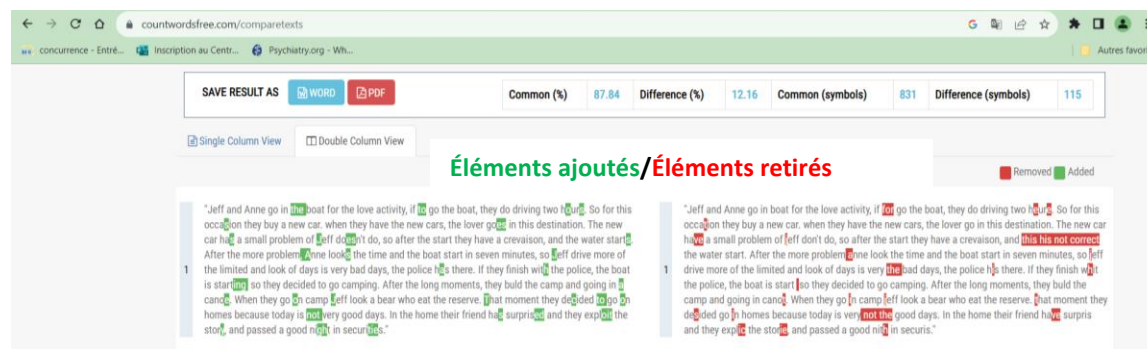 countwordsfree.com/comparetexts
concurrence - Entré... Inscription au Centr... Psychiatry.org - Wh... Autres favoris
SAVE RESULT AS WORD PDF Common (%) 87.84 Difference (%) 12.16 Common (symbols) 831 Difference (symbols) 115
Single Column View Double Column View
Éléments ajoutés/Éléments retirés
Removed Added
1
"Jeff and Anne go in the boat for the love activity, if to go the boat, they do driving two hours. So for this
occasion they buy a new car. when they have the new cars, the lover goes in this destination. The new
car has a small problem of Jeff doesn't do, so after the start they have a crevaison, and the water starts.
After the more problem, Anne looks the time and the boat start in seven minutes, so Jeff drive more of
the limited and look of days is very bad days, the police has there. If they finish with the police, the boat
is starting so they decided to go camping. After the long moments, they buld the camp and going in a
canoe. When they go on camp Jeff look a bear who eat the reserve. That moment they decided to go on
homes because today is not very good days. In the home their friend has surprised and they exploit the
story, and passed a good night in securities."
1
"Jeff and Anne go in boat for the love activity, if for go the boat, they do driving two hours. So for this
occasion they buy a new car. when they have the new cars, the lover go in this destination. The new car
have a small problem of jeff don't do, so after the start they have a crevaison, and this his not correct
the water start. After the more problem anne look the time and the boat start in seven minutes, so jeff
drive more of the limited and look of days is very the bad days, the police his there. If they finish whit
the police, the boat is start so they decided to go camping. After the long moments, they buld the
camp and going in . When they go in camp jeff look a bear who eat the reserve. moment they
go in homes because today is very not the good days. In the home their friend have surpris
and they the , and passed a good nith in securis."